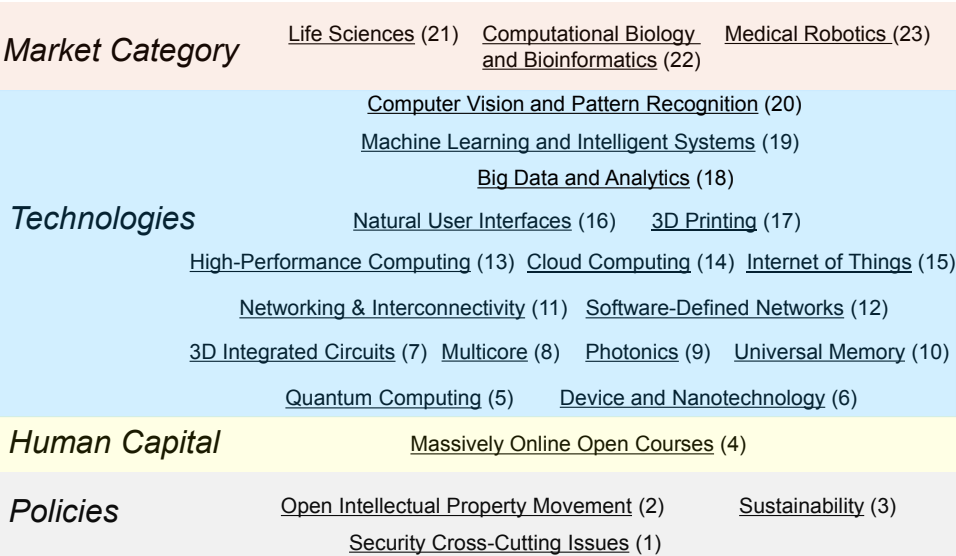 Market Category
Life Sciences (21) Computational Biology Medical Robotics (23)
and Bioinformatics (22)
Computer Vision and Pattern Recognition (20)
Machine Learning and Intelligent Systems (19)
Big Data and Analytics (18)
Technologies
Natural User Interfaces (16) 3D Printing (17)
High-Performance Computing (13) Cloud Computing (14) Internet of Things (15)
Networking & Interconnectivity (11) Software-Defined Networks (12)
3D Integrated Circuits (7) Multicore (8) Photonics (9) Universal Memory (10)
Quantum Computing (5) Device and Nanotechnology (6)
Human Capital
Massively Online Open Courses (4)
Policies
Open Intellectual Property Movement (2) Sustainability (3)
Security Cross-Cutting Issues (1)